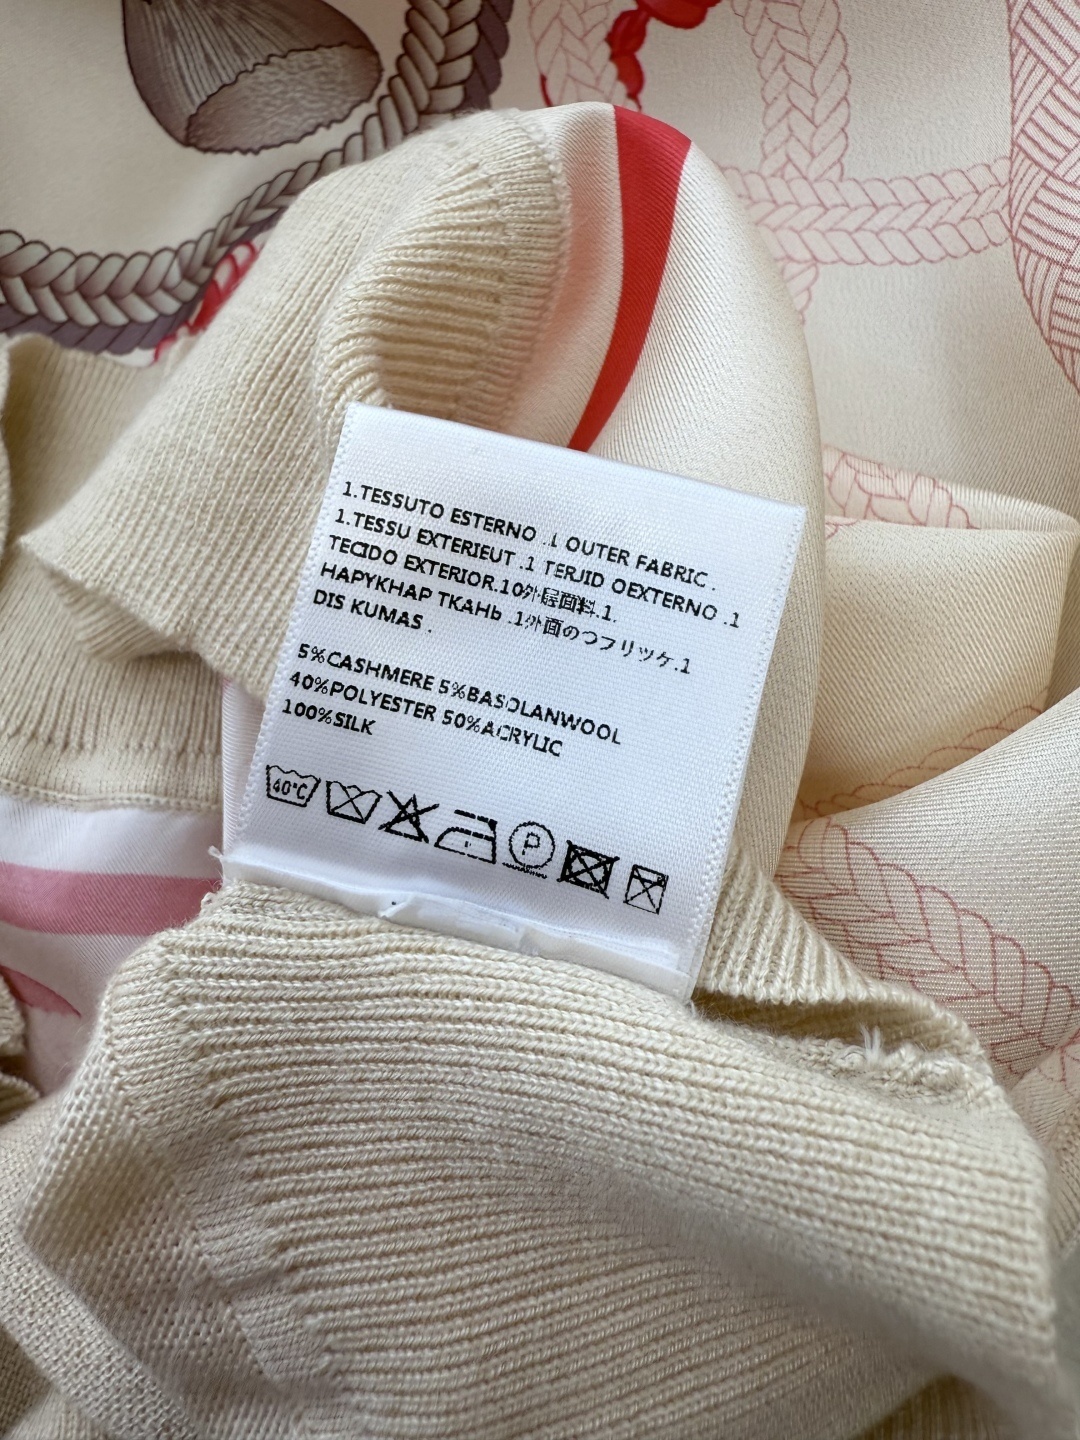 1.TESSUTO ESTERNO .1 OUTER FABRIC .
1.TESSU EXTERIEUT .1 TERJID OEXTERNO .1
TECIDO EXTERIOR.10外层面料.1.
HAPYKHAP TKAHЬ .1外面のつフリッケ.1
DIS KUMAS .
5%CASHMERE 5%BASOLANWOOL
40%POLYESTER 50%ACRYLIC
100%SILK
40°C
P